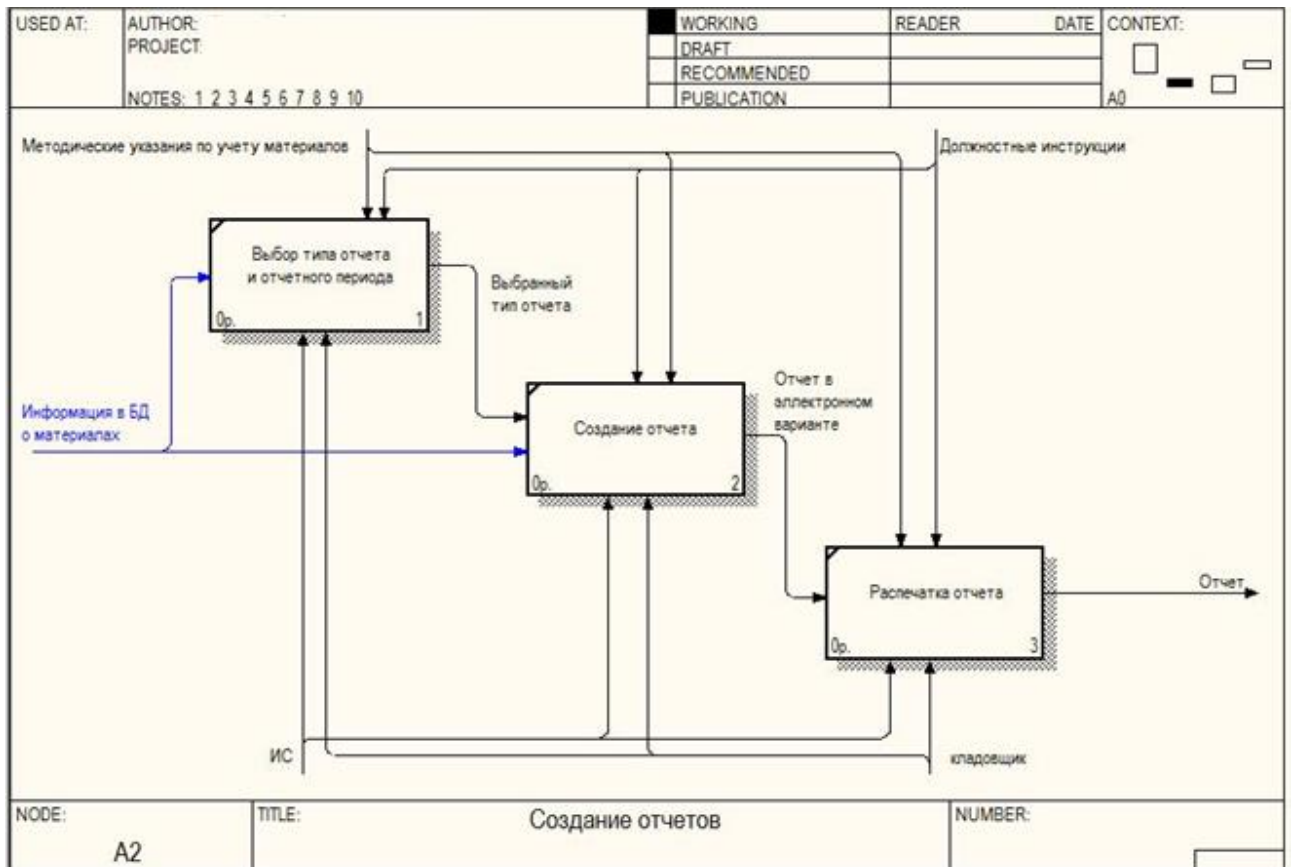 USED AT:
AUTHOR:
PROJECT:
NOTES: 1 2 3 4 5 6 7 8 9 10
WORKING
DRAFT
RECOMMENDED
PUBLICATION
READER DATE
CONTEXT:
A0
Методические указания по учету материалов
Должностные инструкции
Выбор типа отчета
и отчетного периода
0р. 1
Выбранный
тип отчета
Информация в БД
о материалах
Создание отчета
0р. 2
Отчет в
эллектронном
варианте
Распечатка отчета
0р. 3
Отчет
ИС
кладовщик
NODE:
A2
TITLE:
Создание отчетов
NUMBER: